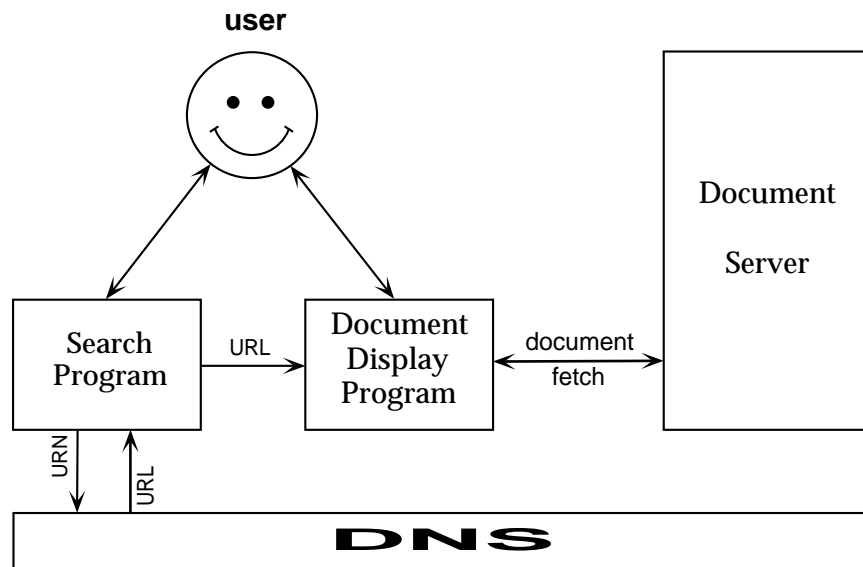 user
Document
Server
Search
Program
URL
Document
Display
Program
document
fetch
URN
URL
DNS